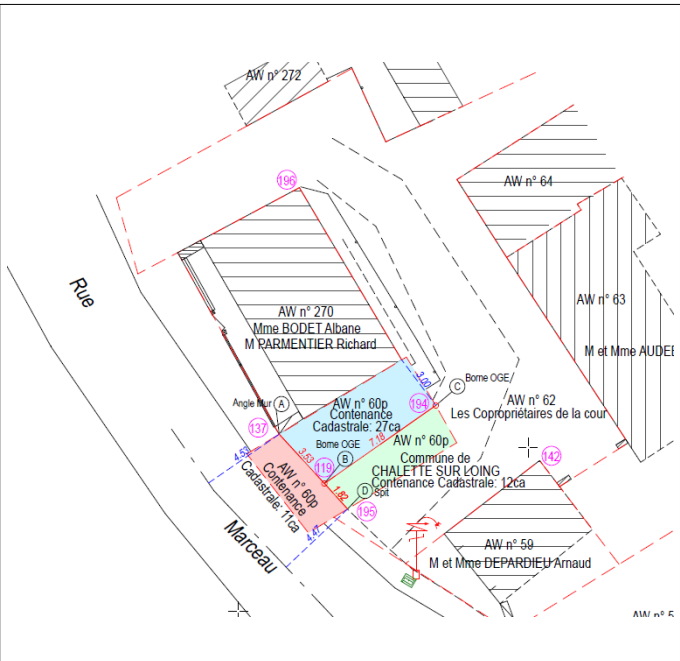 AW n° 272
196
AW n° 64
Rue
AW n° 63
AW n° 270
Mme BODET Albane
M PARMENTIER Richard
M et Mme AUDEB
3.00
Borne OGE
C
AW n° 62
Les Copropriétaires de la cour
Angle Mur
A
AW n° 60p
Contenance
Cadastrale: 27ca
194
137
7.18
AW n° 60p
Borne OGE
B
3.53
4.53
Commune de
CHALETTE SUR LOING
Contenance Cadastrale: 12ca
142
119
AW n° 60p
Contenance
Cadastrale: 11ca
1.82
D
Spit
195
4.47
Marceau
AW n° 59
M et Mme DEPARDIEU Arnaud
AW n° 5